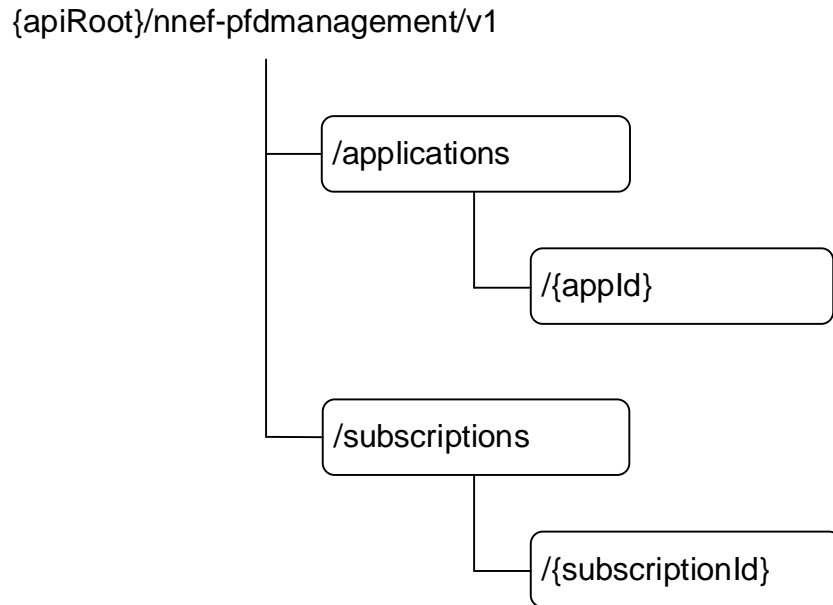 {apiRoot}/nnef-pfdmanagement/v1
/applications
/{appId}
/subscriptions
/{subscriptionId}